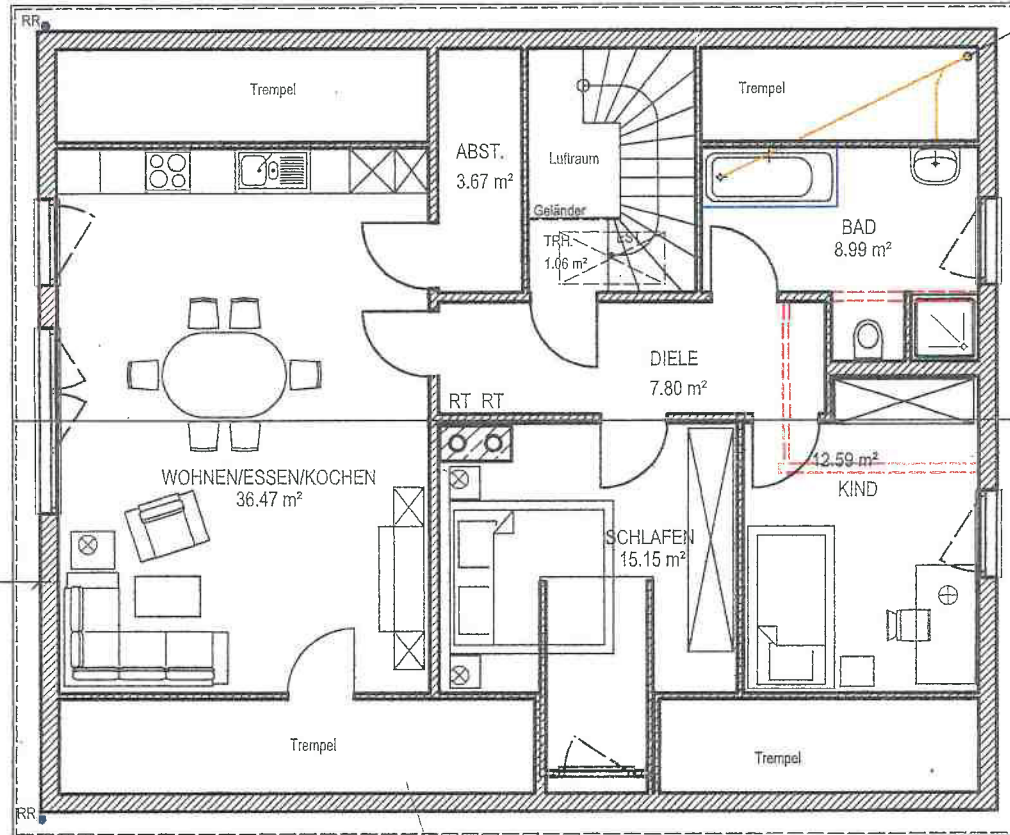 RR
Trempel
Trempel
ABST.
3.67 m²
Luftraum
Geländer
TRH.
1.06 m²
EST
BAD
8.99 m²
DIELE
7.80 m²
RT RT
WOHNEN/ESSEN/KOCHEN
36.47 m²
12.59 m²
KIND
SCHLAFEN
15.15 m²
Trempel
Trempel
RR